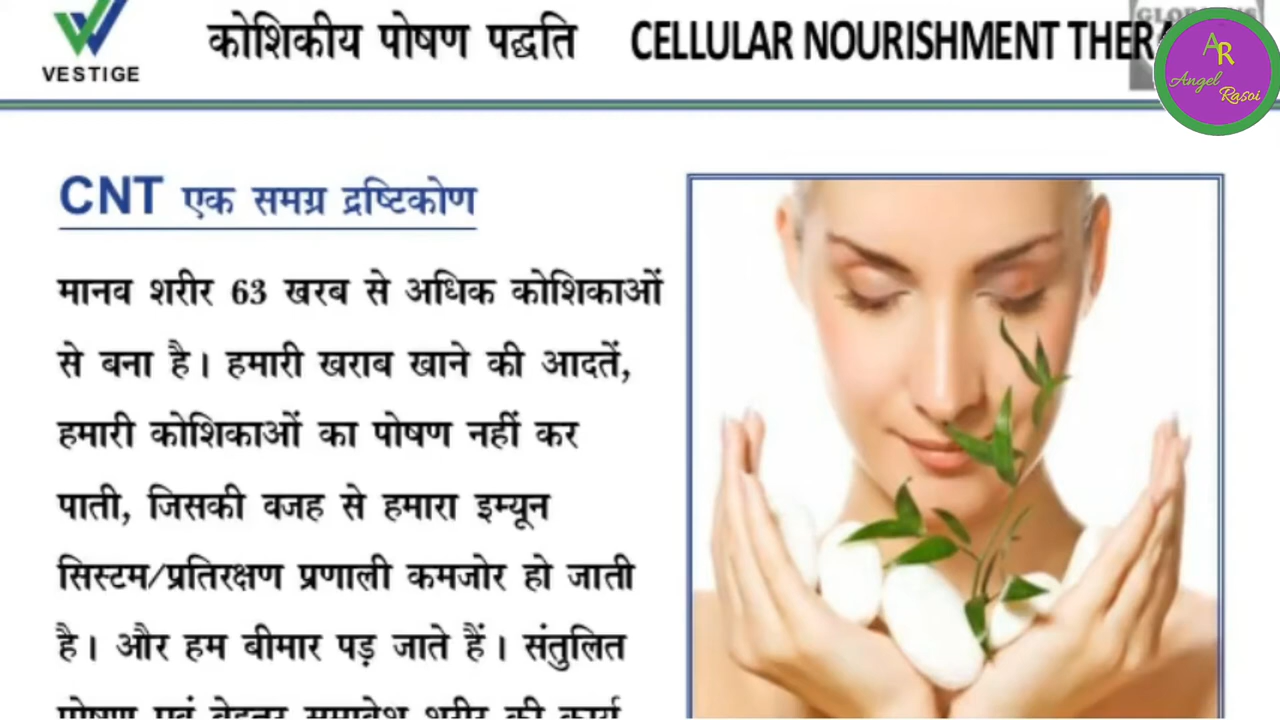 VESTIGE
कोशिकीय पोषण पद्धति CELLULAR NOURISHMENT
AR
Angel
Rasoi
CNT एक समग्र द्रष्टिकोण
मानव शरीर 63 खरब से अधिक कोशिकाओं
से बना है। हमारी खराब खाने की आदतें,
हमारी कोशिकाओं का पोषण नहीं कर
पाती, जिसकी वजह से हमारा इम्यून
सिस्टम/प्रतिरक्षण प्रणाली कमजोर हो जाती
है। और हम बीमार पड़ जाते हैं। संतुलित